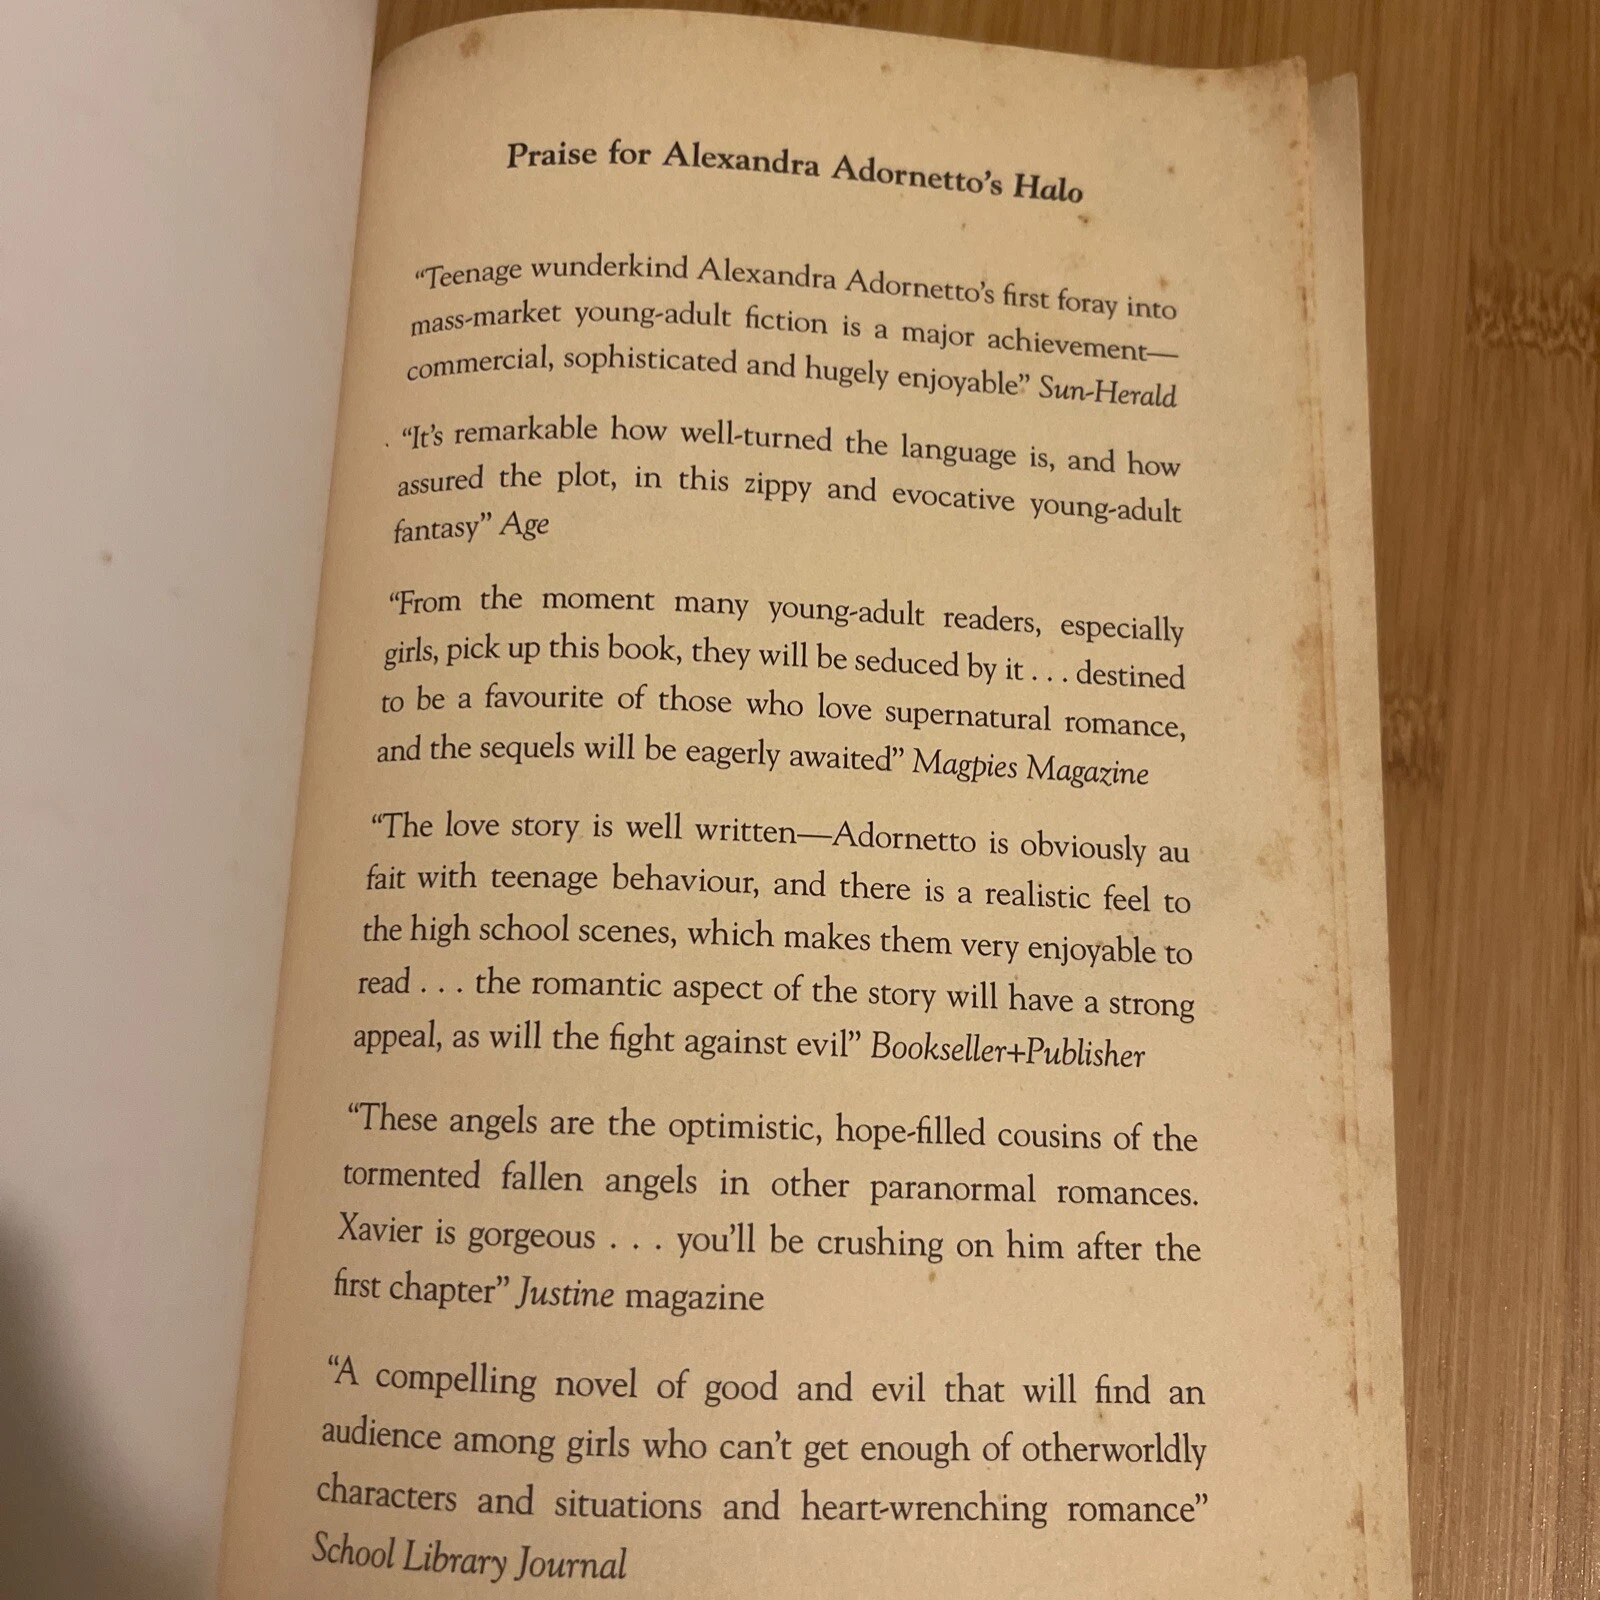 Praise for Alexandra Adornetto’s Halo
“Teenage wunderkind Alexandra Adornetto’s first foray into
mass-market young-adult fiction is a major achievement—
commercial, sophisticated and hugely enjoyable” Sun-Herald
“It’s remarkable how well-turned the language is, and how
assured the plot, in this zippy and evocative young-adult
fantasy” Age
“From the moment many young-adult readers, especially
girls, pick up this book, they will be seduced by it . . . destined
to be a favourite of those who love supernatural romance,
and the sequels will be eagerly awaited” Magpies Magazine
“The love story is well written—Adornetto is obviously au
fait with teenage behaviour, and there is a realistic feel to
the high school scenes, which makes them very enjoyable to
read . . . the romantic aspect of the story will have a strong
appeal, as will the fight against evil” Bookseller+Publisher
“These angels are the optimistic, hope-filled cousins of the
tormented fallen angels in other paranormal romances.
Xavier is gorgeous . . . you’ll be crushing on him after the
first chapter” Justine magazine
“A compelling novel of good and evil that will find an
audience among girls who can’t get enough of otherworldly
characters and situations and heart-wrenching romance”
School Library Journal